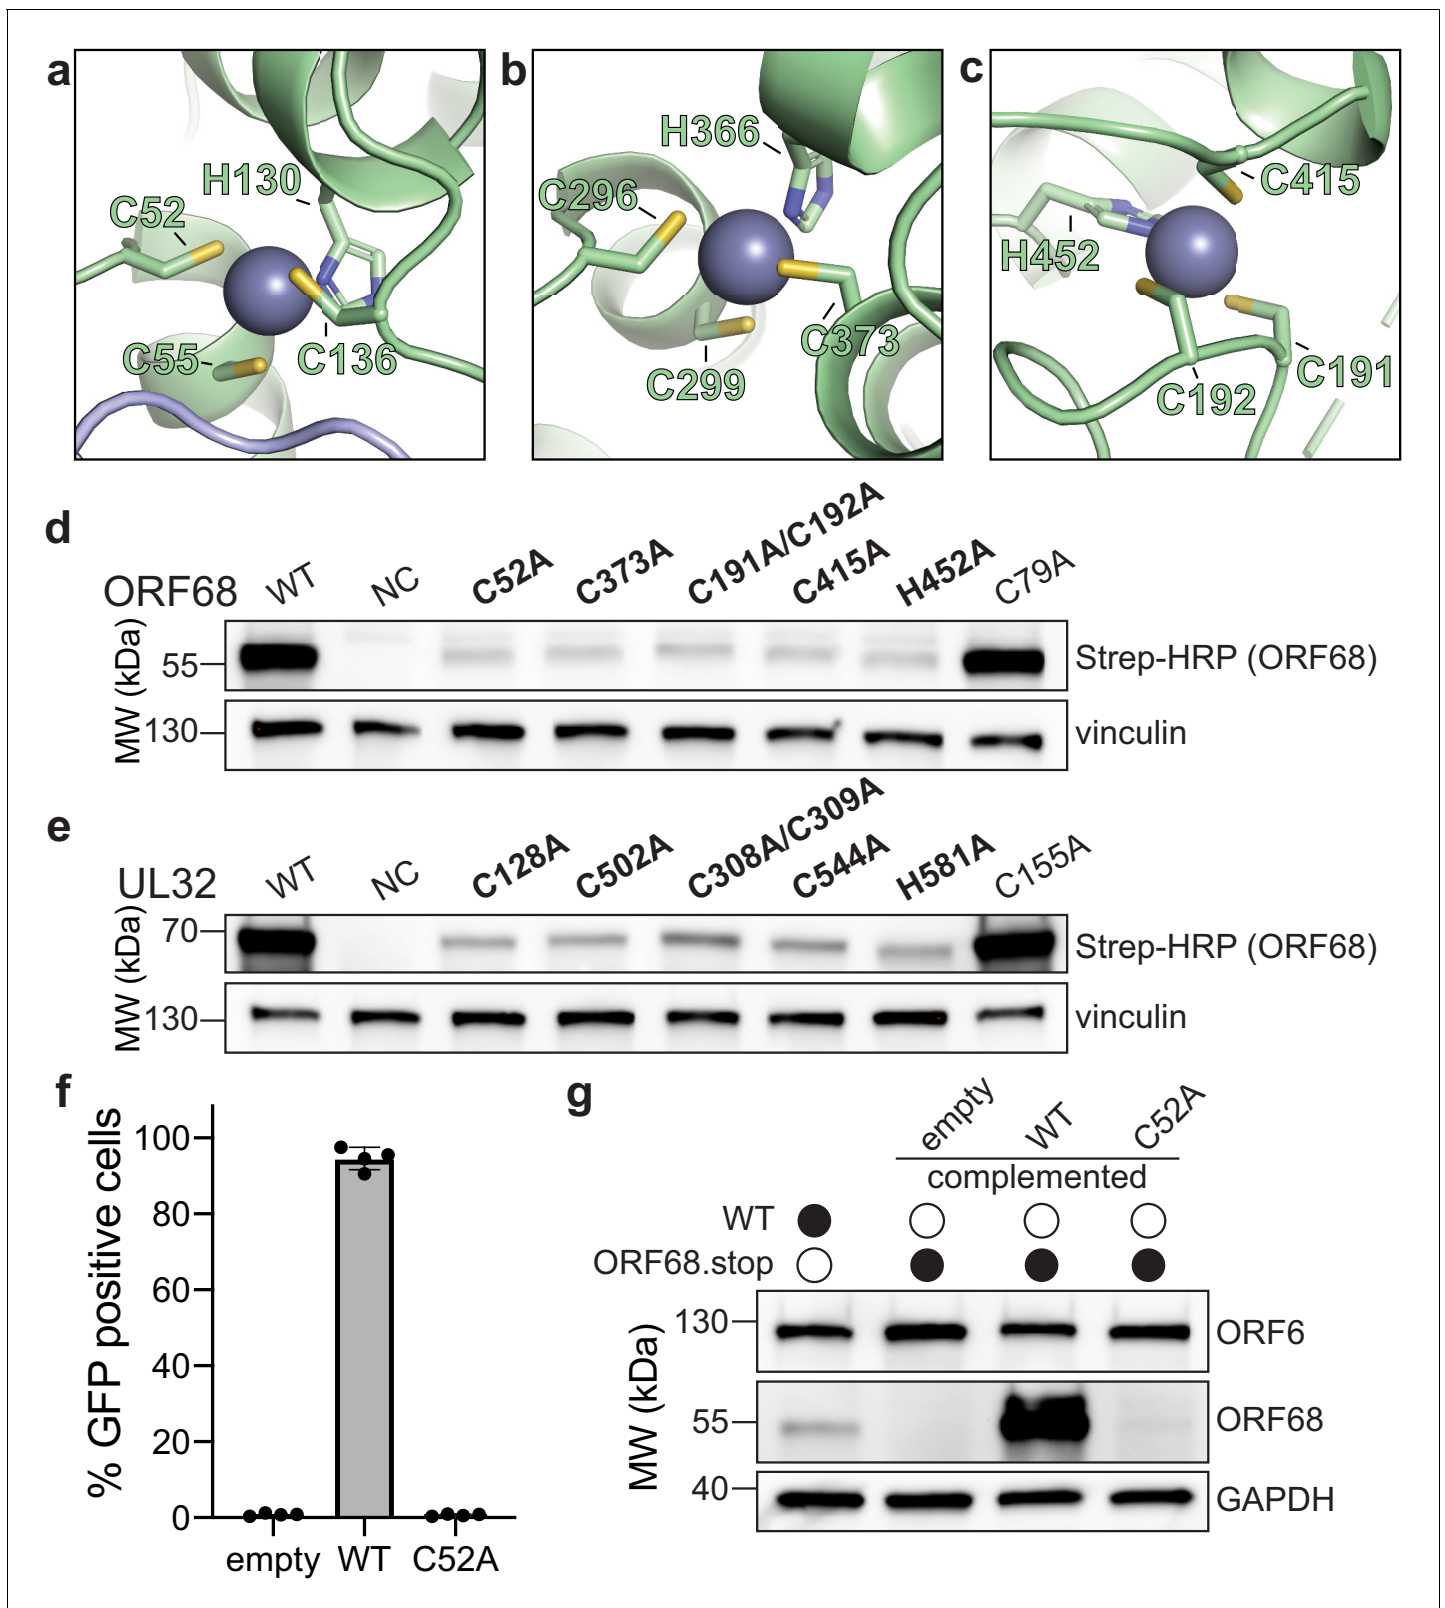 a
b
c
H130
C52
C55
C136
H366
C296
C299
C373
C415
H452
C192
C191
d
ORF68
WT
NC
C52A
C373A
C191A/C192A
C415A
H452A
C79A
MW (kDa)
55
Strep-HRP (ORF68)
130
vinculin
e
UL32
WT
NC
C128A
C502A
C308A/C309A
C544A
H581A
C155A
MW (kDa)
70
Strep-HRP (ORF68)
130
vinculin
f
% GFP positive cells
100
80
60
40
20
0
empty WT C52A
g
empty
WT
C52A
complemented
WT
ORF68.stop
MW (kDa)
130
ORF6
55
ORF68
40
GAPDH